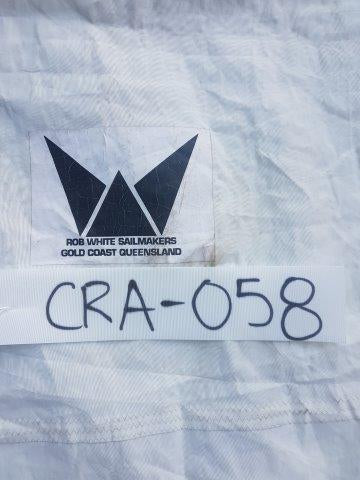 ROB WHITE SAILMAKERS
GOLD COAST QUEENSLAND
CRA-058